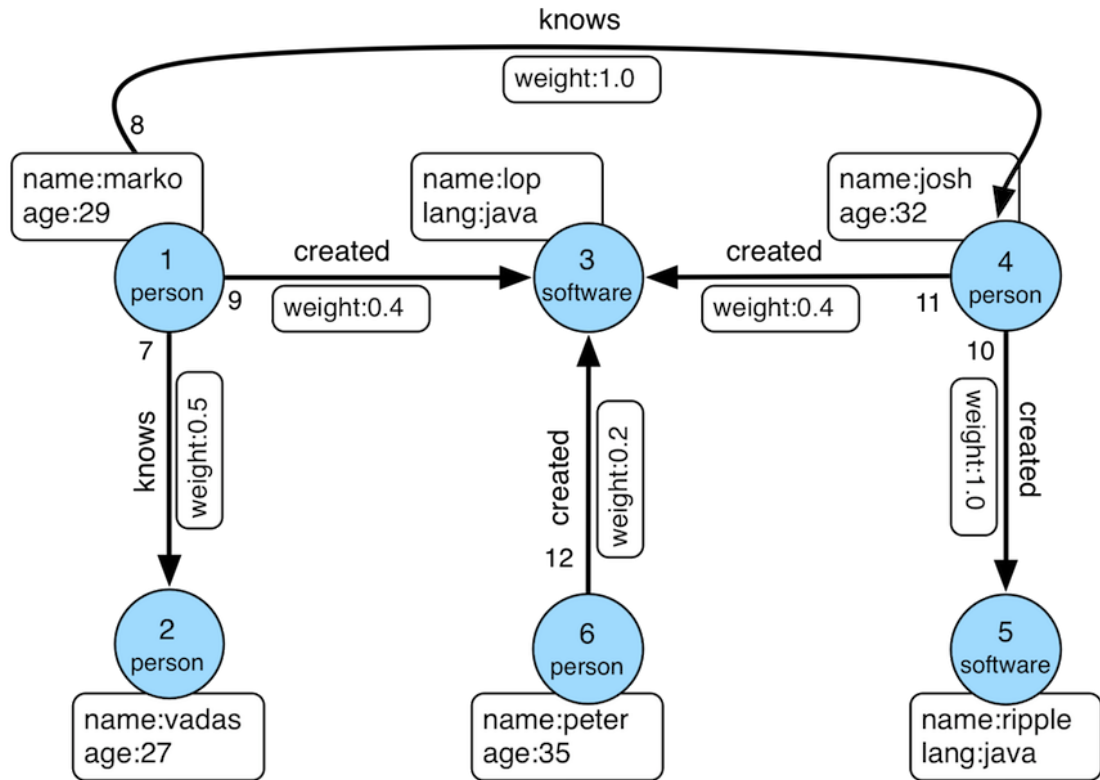 knows
weight:1.0
8
name:marko
age:29
name:lop
lang:java
name:josh
age:32
1
person
9
created
weight:0.4
3
software
created
weight:0.4
11
4
person
7
knows
weight:0.5
12
created
weight:0.2
10
weight:1.0
created
2
person
name:vadas
age:27
6
person
name:peter
age:35
5
software
name:ripple
lang:java